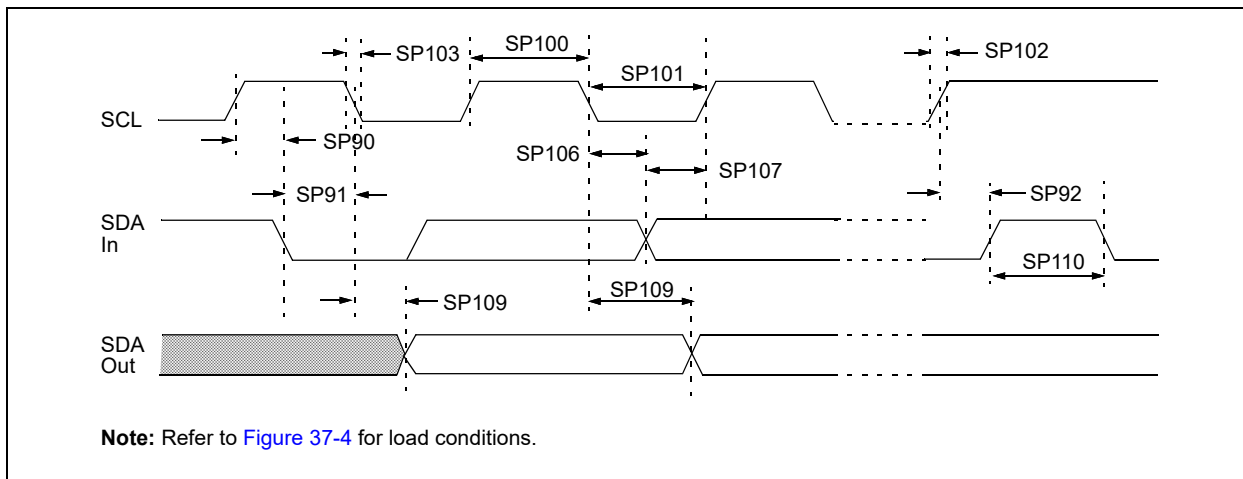 SP103
SP100
SP101
SP102
SCL
SP90
SP106
SP107
SP91
SP92
SDA
In
SP110
SP109
SP109
SDA
Out
Note: Refer to Figure 37-4 for load conditions.